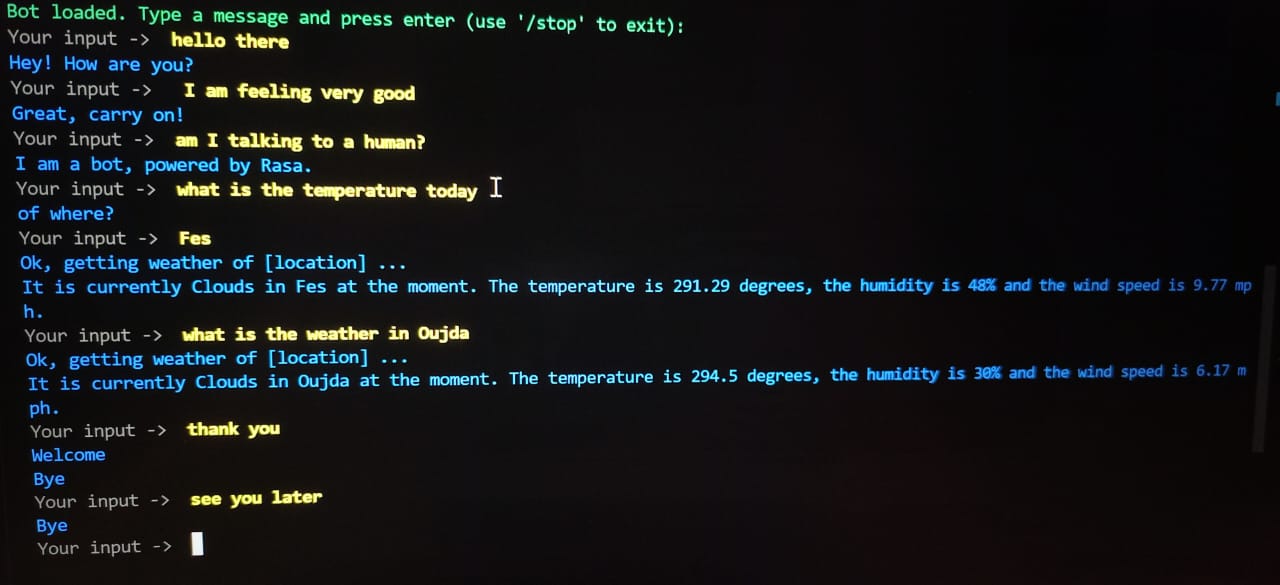 Bot loaded. Type a message and press enter (use '/stop' to exit):
Your input -> hello there
Hey! How are you?
Your input -> I am feeling very good
Great, carry on!
Your input -> am I talking to a human?
I am a bot, powered by Rasa.
Your input -> what is the temperature today
of where?
Your input -> Fes
Ok, getting weather of [location] ...
It is currently Clouds in Fes at the moment. The temperature is 291.29 degrees, the humidity is 48% and the wind speed is 9.77 mp
h.
Your input -> what is the weather in Oujda
Ok, getting weather of [location] ...
It is currently Clouds in Oujda at the moment. The temperature is 294.5 degrees, the humidity is 30% and the wind speed is 6.17 m
ph.
Your input -> thank you
Welcome
Bye
Your input -> see you later
Bye
Your input ->